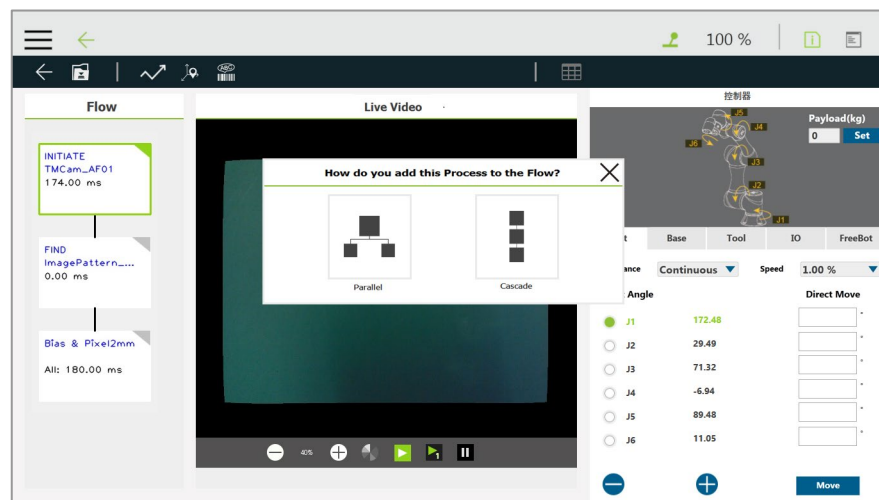 100 %
ABC
Flow
Live Video
控制器
INITIATE
TMCam_AF01
174.00 ms
FIND
ImagePattern_...
0.00 ms
Bias & Pixel2mm
All: 180.00 ms
How do you add this Process to the Flow?
Parallel
Cascade
40%
1
J5
J4
J6
J3
J2
J1
Payload(kg)
0 Set
t Base Tool IO FreeBot
ance Continuous Speed 1.00 %
Angle Direct Move
J1 172.48 °
J2 29.49 °
J3 71.32 °
J4 -6.94 °
J5 89.48 °
J6 11.05 °
Move